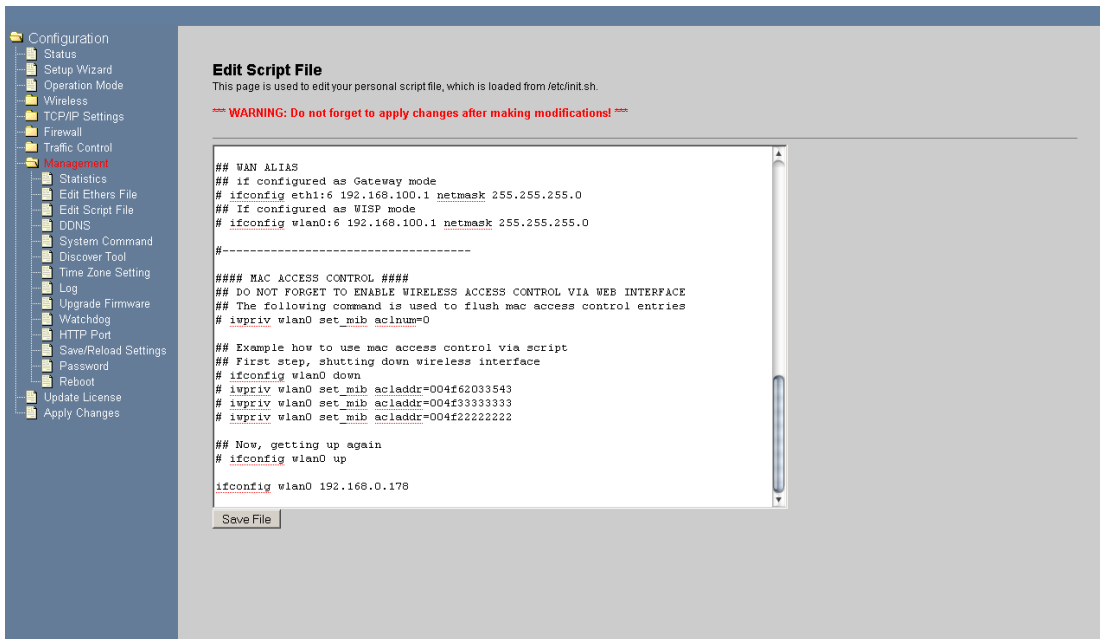 Configuration
Status
Setup Wizard
Operation Mode
Wireless
TCP/IP Settings
Firewall
Traffic Control
Management
Statistics
Edit Ethers File
Edit Script File
DDNS
System Command
Discover Tool
Time Zone Setting
Log
Upgrade Firmware
Watchdog
HTTP Port
Save/Reload Settings
Password
Reboot
Update License
Apply Changes
Edit Script File
This page is used to edit your personal script file, which is loaded from /etc/init.sh.
*** WARNING: Do not forget to apply changes after making modifications! ***
## WAN ALIAS
## if configured as Gateway mode
# ifconfig eth1:6 192.168.100.1 netmask 255.255.255.0
## If configured as WISP mode
# ifconfig wlan0:6 192.168.100.1 netmask 255.255.255.0
#-------------------------------------
#### MAC ACCESS CONTROL ####
## DO NOT FORGET TO ENABLE WIRELESS ACCESS CONTROL VIA WEB INTERFACE
## The following command is used to flush mac access control entries
# iwpriv wlan0 set_mib aclnum=0
## Example how to use mac access control via script
## First step, shutting down wireless interface
# ifconfig wlan0 down
# iwpriv wlan0 set_mib acladdr=004f62033543
# iwpriv wlan0 set_mib acladdr=004f33333333
# iwpriv wlan0 set_mib acladdr=004f22222222
## Now, getting up again
# ifconfig wlan0 up
ifconfig wlan0 192.168.0.178
Save File